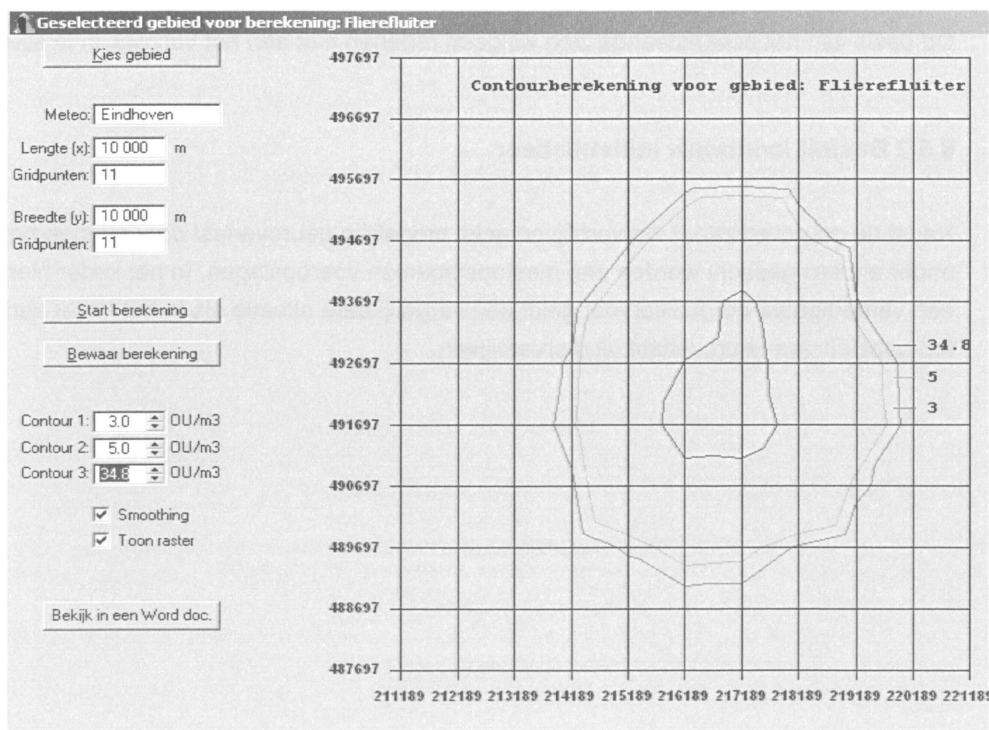 Geselecteerd gebied voor berekening: Flierefluiter
Kies gebied
Meteo: Eindhoven
Lengte (x): 10 000 m
Gridpunten: 11
Breedte (y): 10 000 m
Gridpunten: 11
Start berekening
Bewaar berekening
Contour 1: 3.0 OU/m3
Contour 2: 5.0 OU/m3
Contour 3: 34.8 OU/m3
Smoothing
Toon raster
Bekijk in een Word doc.
Contourberekening voor gebied: Flierefluiter
497697
496697
495697
494697
493697
492697
491697
490697
489697
488697
487697
34.8
5
3
211189 212189 213189 214189 215189 216189 217189 218189 219189 220189 221189